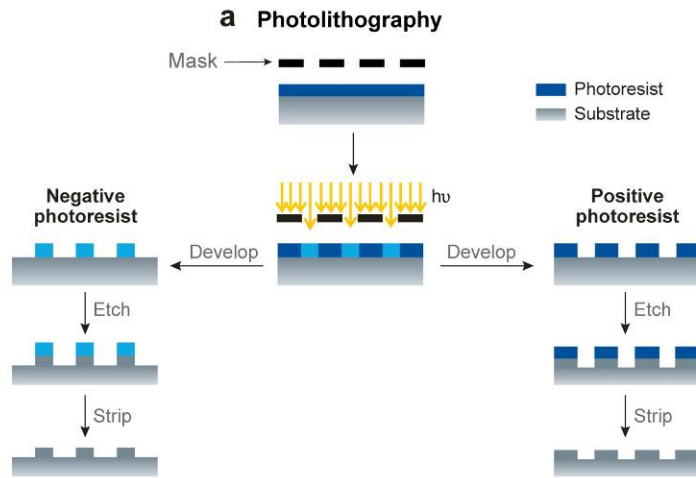 a Photolithography
Mask
Photoresist
Substrate
hυ
Negative
photoresist
Positive
photoresist
Develop
Develop
Etch
Etch
Strip
Strip